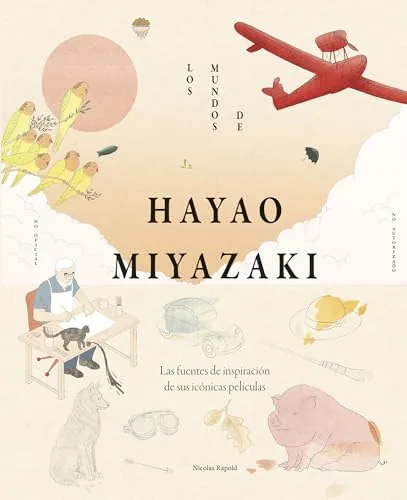 LOS
MUNDOS
DE
HAYAO
MIYAZAKI
NO OFICIAL
NO AUTORIZADO
Las fuentes de inspiración
de sus icónicas películas
Nicolas Rapold